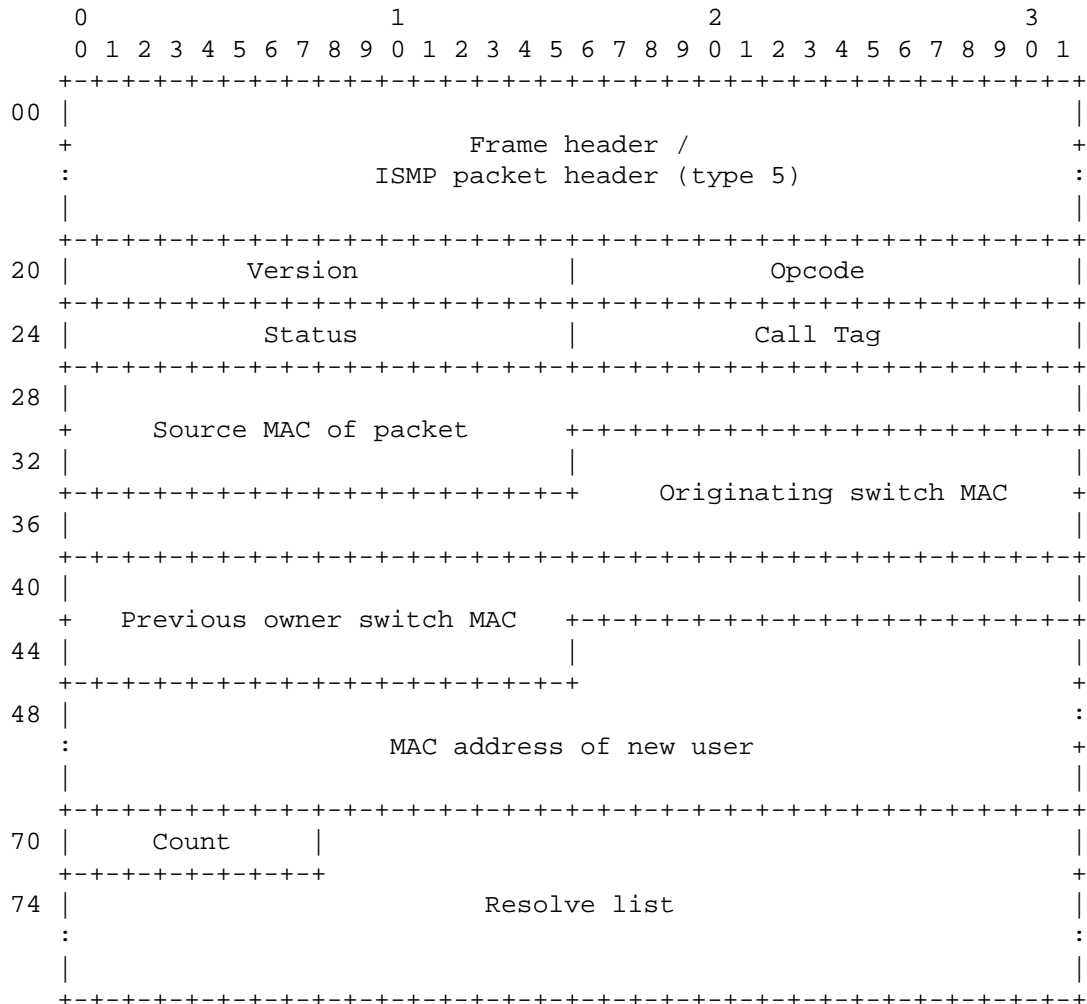 0                   1                   2                   3
 0 1 2 3 4 5 6 7 8 9 0 1 2 3 4 5 6 7 8 9 0 1 2 3 4 5 6 7 8 9 0 1
   +-+-+-+-+-+-+-+-+-+-+-+-+-+-+-+-+-+-+-+-+-+-+-+-+-+-+-+-+-+-+-+-+
00 |                                                               |
   +                         Frame header /                        +
   :                   ISMP packet header (type 5)                 :
   |                                                               |
   +-+-+-+-+-+-+-+-+-+-+-+-+-+-+-+-+-+-+-+-+-+-+-+-+-+-+-+-+-+-+-+-+
20 |           Version             |            Opcode             |
   +-+-+-+-+-+-+-+-+-+-+-+-+-+-+-+-+-+-+-+-+-+-+-+-+-+-+-+-+-+-+-+-+
24 |            Status             |           Call Tag            |
   +-+-+-+-+-+-+-+-+-+-+-+-+-+-+-+-+-+-+-+-+-+-+-+-+-+-+-+-+-+-+-+-+
28 |                                                               |
   +     Source MAC of packet      +-+-+-+-+-+-+-+-+-+-+-+-+-+-+-+-+
32 |                               |                               |
   +-+-+-+-+-+-+-+-+-+-+-+-+-+-+-+-+     Originating switch MAC    +
36 |                                                               |
   +-+-+-+-+-+-+-+-+-+-+-+-+-+-+-+-+-+-+-+-+-+-+-+-+-+-+-+-+-+-+-+-+
40 |                                                               |
   +   Previous owner switch MAC   +-+-+-+-+-+-+-+-+-+-+-+-+-+-+-+-+
44 |                               |                               |
   +-+-+-+-+-+-+-+-+-+-+-+-+-+-+-+-+                               +
48 |                                                               :
   :                    MAC address of new user                    +
   |                                                               |
   +-+-+-+-+-+-+-+-+-+-+-+-+-+-+-+-+-+-+-+-+-+-+-+-+-+-+-+-+-+-+-+-+
70 |     Count     |                                               |
   +-+-+-+-+-+-+-+-+                                               +
74 |                          Resolve list                         |
   :                                                               :
   |                                                               |
   +-+-+-+-+-+-+-+-+-+-+-+-+-+-+-+-+-+-+-+-+-+-+-+-+-+-+-+-+-+-+-+-+